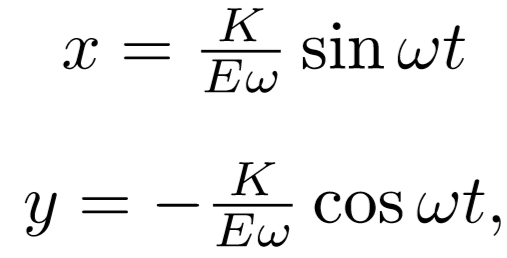 x = \frac{K}{E\omega} \sin \omega t
y = -\frac{K}{E\omega} \cos \omega t,